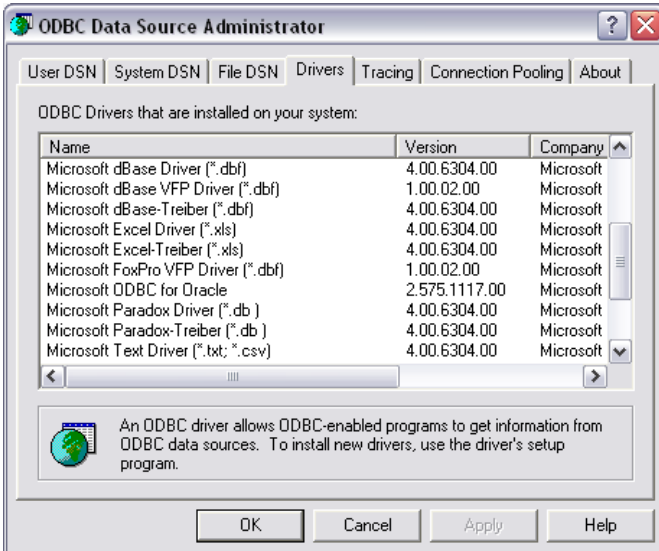 ODBC Data Source Administrator
User DSN System DSN File DSN Drivers Tracing Connection Pooling About
ODBC Drivers that are installed on your system:
Name Version Company
Microsoft dBase Driver (*.dbf) 4.00.6304.00 Microsoft
Microsoft dBase VFP Driver (*.dbf) 1.00.02.00 Microsoft
Microsoft dBase-Treiber (*.dbf) 4.00.6304.00 Microsoft
Microsoft Excel Driver (*.xls) 4.00.6304.00 Microsoft
Microsoft Excel-Treiber (*.xls) 4.00.6304.00 Microsoft
Microsoft FoxPro VFP Driver (*.dbf) 1.00.02.00 Microsoft
Microsoft ODBC for Oracle 2.575.1117.00 Microsoft
Microsoft Paradox Driver (*.db ) 4.00.6304.00 Microsoft
Microsoft Paradox-Treiber (*.db ) 4.00.6304.00 Microsoft
Microsoft Text Driver (*.txt; *.csv) 4.00.6304.00 Microsoft
An ODBC driver allows ODBC-enabled programs to get information from
ODBC data sources. To install new drivers, use the driver's setup
program.
OK Cancel Apply Help